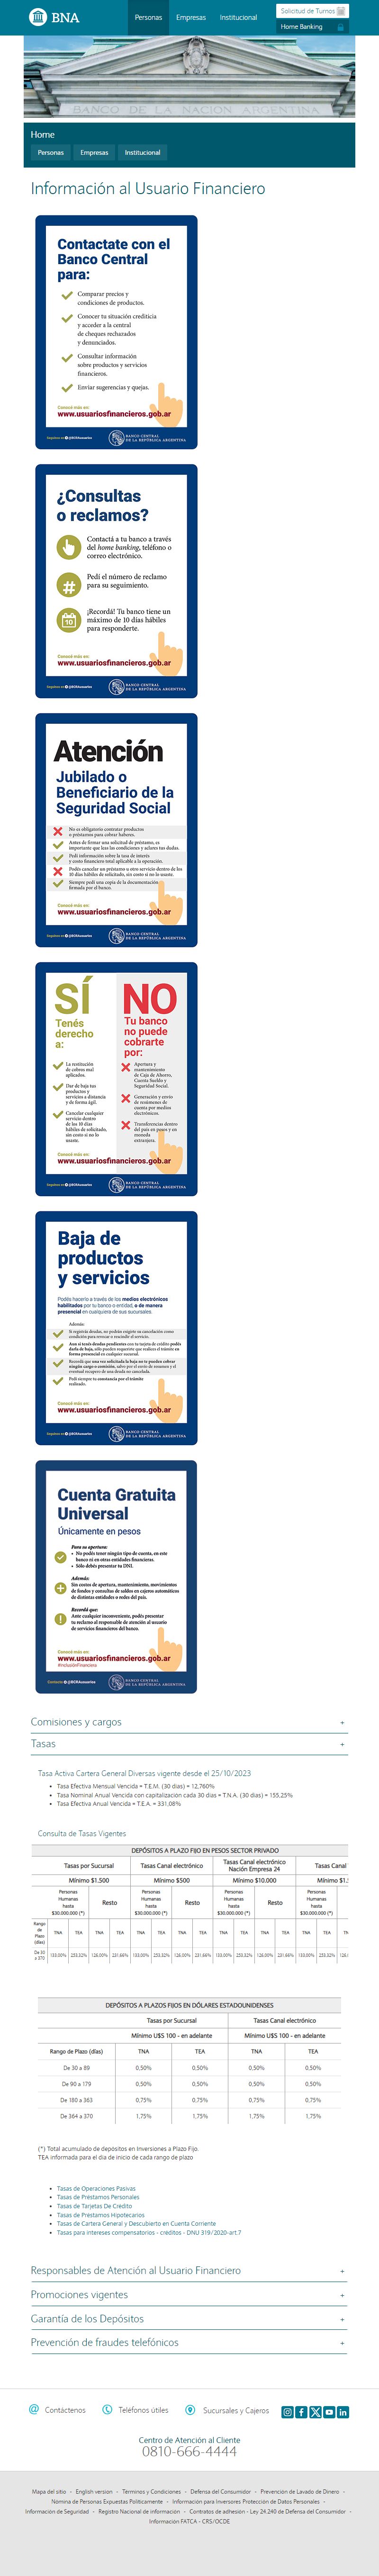 BNA
Personas
Empresas
Institucional
Solicitud de Turnos
Home Banking
BANCO DE LA NACION ARGENTINA
Home
Personas
Empresas
Institucional
Información al Usuario Financiero
Contactate con el
Banco Central
para:
Comparar precios y
condiciones de productos.
Conocer tu situación crediticia
y acceder a la central
de cheques rechazados
y denunciados.
Consultar información
sobre productos y servicios
financieros.
Enviar sugerencias y quejas.
Conocé más en:
www.usuariosfinancieros.gob.ar
BANCO CENTRAL
DE LA REPÚBLICA ARGENTINA
¿Consultas
o reclamos?
Contactá a tu banco a través
del home banking, teléfono o
correo electrónico.
Pedí el número de reclamo
para su seguimiento.
¡Recordá! Tu banco tiene un
máximo de 10 días hábiles
para responderte.
Conocé más en:
www.usuariosfinancieros.gob.ar
BANCO CENTRAL
DE LA REPÚBLICA ARGENTINA
Atención
Jubilado o
Beneficiario de la
Seguridad Social
No es obligatorio contratar productos
o préstamos para cobrar haberes.
Antes de firmar una solicitud de préstamo, es
importante que leas las condiciones y aclares tus dudas.
Pedí información sobre la tasa de interés
y costo financiero total aplicable a la operación.
Podés cancelar un préstamo u otro servicio dentro de los
10 días hábiles de solicitado, sin costo si no lo usaste.
Siempre pedí una copia de la documentación
firmada por el banco.
Conocé más en:
www.usuariosfinancieros.gob.ar
BANCO CENTRAL
DE LA REPÚBLICA ARGENTINA
SÍ
Tenés
derecho
a:
La restitución
de cobros mal
aplicados.
Dar de baja tus
productos y
servicios a distancia
y de forma ágil.
Cancelar cualquier
servicio dentro
de los 10 días
hábiles de solicitado,
sin costo si no lo
usaste.
NO
Tu banco
no puede
cobrarte
por:
Apertura y
mantenimiento
de Caja de Ahorro,
Cuenta Sueldo y
Seguridad Social.
Generación y envío
de resúmenes de
cuenta por medios
electrónicos.
Transferencias dentro
del país en pesos y en
moneda
extranjera.
Conocé más en:
www.usuariosfinancieros.gob.ar
BANCO CENTRAL
DE LA REPÚBLICA ARGENTINA
Baja de
productos
y servicios
Podés hacerlo a través de los medios electrónicos
habilitados por tu banco o entidad, o de manera
presencial en cualquiera de sus sucursales.
Además:
Si registrás deudas, no podrán exigirte su cancelación como
condición para avanzar o rescindir el servicio.
Aun si tenés deudas pendientes con tu tarjeta de crédito podés
darla de baja, sólo pueden requerirte que realices el trámite en
forma presencial en cualquier sucursal.
Recordá que una vez solicitada la baja no te pueden cobrar
ningún cargo o comisión, salvo por el envío de resumen y el
eventual recupero de una deuda no cancelada.
Pedí siempre tu constancia por el trámite
realizado.
Conocé más en:
www.usuariosfinancieros.gob.ar
BANCO CENTRAL
DE LA REPÚBLICA ARGENTINA
Cuenta Gratuita
Universal
Únicamente en pesos
Para su apertura:
• No podés tener ningún tipo de cuenta, en este
banco ni en otras entidades financieras.
• Sólo debés presentar tu DNI.
Además:
Sin costos de apertura, mantenimiento, movimientos
de fondos y consultas de saldos en cajeros automáticos
de distintas entidades o redes del país.
Recordá que:
Ante cualquier inconveniente, podés presentar
tu reclamo al responsable de atención al usuario
de servicios financieros del banco.
Conocé más en:
www.usuariosfinancieros.gob.ar
#InclusiónFinanciera
BANCO CENTRAL
DE LA REPÚBLICA ARGENTINA
Comisiones y cargos +
Tasas +
Tasa Activa Cartera General Diversas vigente desde el 25/10/2023
• Tasa Efectiva Mensual Vencida = T.E.M. (30 días) = 12,760%
• Tasa Nominal Anual Vencida con capitalización cada 30 días = T.N.A. (30 días) = 155,25%
• Tasa Efectiva Anual Vencida = T.E.A. = 331,08%
Consulta de Tasas Vigentes
DEPÓSITOS A PLAZO FIJO EN PESOS SECTOR PRIVADO
Tasas por Sucursal
Tasas Canal electrónico
Tasas Canal electrónico
Nación Empresa 24
Tasas Canal
Mínimo $1.500
Mínimo $500
Mínimo $10.000
Mínimo $1.5
Personas Humanas hasta $30.000.000 (*)
Resto
Personas Humanas hasta $30.000.000 (*)
Resto
Personas Humanas hasta $30.000.000 (*)
Resto
Personas Humanas hasta $30.000.000 (*)
Rango de Plazo (días)
TNA TEA TNA TEA TNA TEA TNA TEA TNA TEA TNA TEA TNA TEA TN
De 30 a 370
133,00% 253,32% 126,00% 231,66% 133,00% 253,32% 126,00% 231,66% 133,00% 253,32% 126,00% 231,66% 133,00% 253,32%
DEPÓSITOS A PLAZOS FIJOS EN DÓLARES ESTADOUNIDENSES
Tasas por Sucursal Tasas Canal electrónico
Mínimo U$S 100 - en adelante Mínimo U$S 100 - en adelante
Rango de Plazo (días) TNA TEA TNA TEA
De 30 a 89 0,50% 0,50% 0,50% 0,50%
De 90 a 179 0,50% 0,50% 0,50% 0,50%
De 180 a 363 0,75% 0,75% 0,75% 0,75%
De 364 a 370 1,75% 1,75% 1,75% 1,75%
(*) Total acumulado de depósitos en Inversiones a Plazo Fijo.
TEA informada para el día de inicio de cada rango de plazo
• Tasas de Operaciones Pasivas
• Tasas de Préstamos Personales
• Tasas de Tarjetas De Crédito
• Tasas de Préstamos Hipotecarios
• Tasas de Cartera General y Descubierto en Cuenta Corriente
• Tasas para intereses compensatorios - créditos - DNU 319/2020-art.7
Responsables de Atención al Usuario Financiero +
Promociones vigentes +
Garantía de los Depósitos +
Prevención de fraudes telefónicos +
Contáctenos
Teléfonos útiles
Sucursales y Cajeros
Centro de Atención al Cliente
0810-666-4444
Mapa del sitio - English version - Términos y Condiciones - Defensa del Consumidor - Prevención de Lavado de Dinero -
Nómina de Personas Expuestas Políticamente - Información para Inversores Protección de Datos Personales -
Información de Seguridad - Registro Nacional de información - Contratos de adhesión - Ley 24.240 de Defensa del Consumidor -
Información FATCA - CRS/OCDE